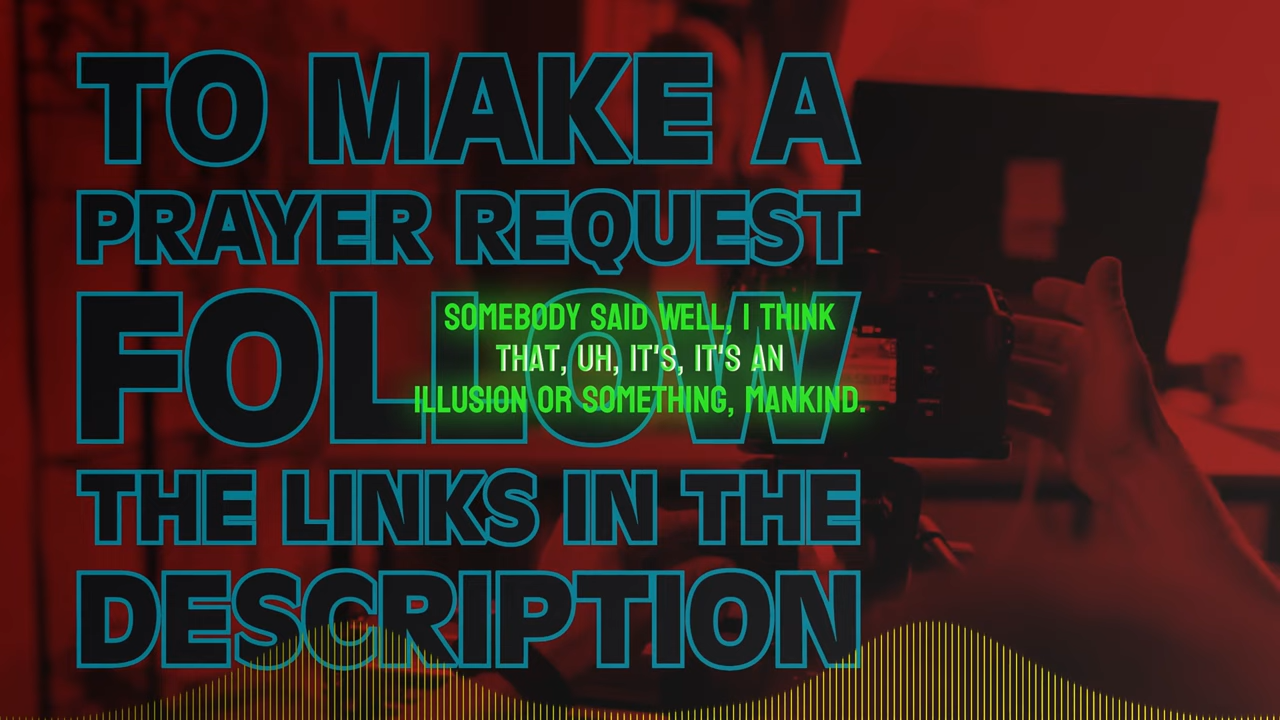 TO MAKE A
PRAYER REQUEST
FOLLOW
THE LINKS IN THE
DESCRIPTION
SOMEBODY SAID WELL, I THINK
THAT, UH, IT'S, IT'S AN
ILLUSION OR SOMETHING, MANKIND.